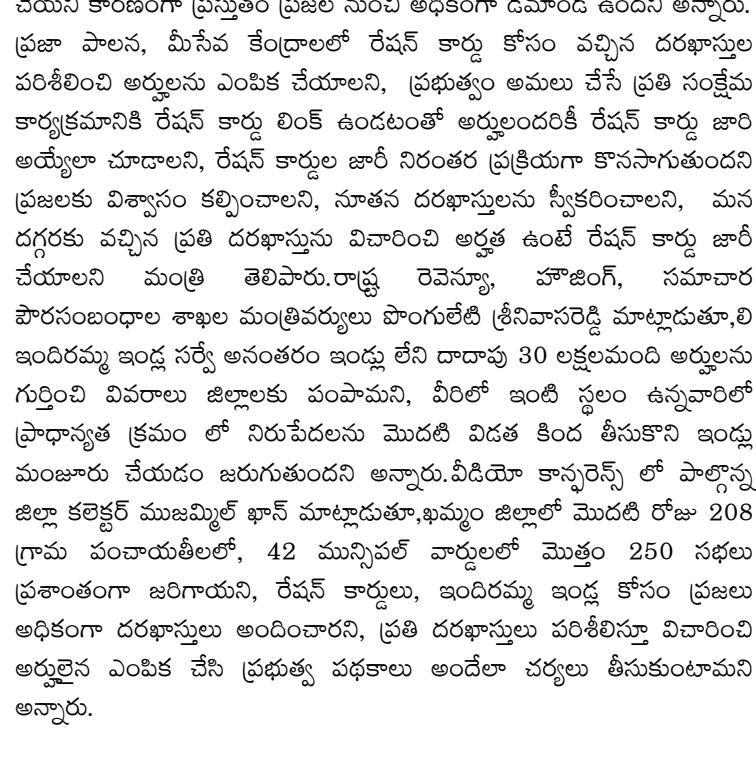 చేయని కారణంగా ప్రస్తుతం ప్రజల నుంచి అధికంగా డిమాండ్ ఉందని అన్నారు.
ప్రజా పాలన, మీసేవ కేంద్రాలలో రేషన్ కార్డు కోసం వచ్చిన దరఖాస్తుల
పరిశీలించి అర్హులను ఎంపిక చేయాలని, ప్రభుత్వం అమలు చేసే ప్రతి సంక్షేమ
కార్యక్రమానికి రేషన్ కార్డు లింక్ ఉండటంతో అర్హులందరికీ రేషన్ కార్డు జారి
అయ్యేలా చూడాలని, రేషన్ కార్డుల జారీ నిరంతర ప్రక్రియగా కొనసాగుతుందని
ప్రజలకు విశ్వాసం కల్పించాలని, నూతన దరఖాస్తులను స్వీకరించాలని, మన
దగ్గరకు వచ్చిన ప్రతి దరఖాస్తును విచారించి అర్హత ఉంటే రేషన్ కార్డు జారీ
చేయాలని మంత్రి తెలిపారు.రాష్ట్ర రెవెన్యూ, హౌజింగ్, సమాచార
పౌరసంబంధాల శాఖల మంత్రివర్యులు పొంగులేటి శ్రీనివాసరెడ్డి మాట్లాడుతూ,లి
ఇందిరమ్మ ఇండ్ల సర్వే అనంతరం ఇండ్లు లేని దాదాపు 30 లక్షలమంది అర్హులను
గుర్తించి వివరాలు జిల్లాలకు పంపామని, వీరిలో ఇంటి స్థలం ఉన్నవారిలో
ప్రాధాన్యత క్రమం లో నిరుపేదలను మొదటి విడత కింద తీసుకొని ఇండ్లు
మంజూరు చేయడం జరుగుతుందని అన్నారు.వీడియో కాన్ఫరెన్స్ లో పాల్గొన్న
జిల్లా కలెక్టర్ ముజమ్మిల్ ఖాన్ మాట్లాడుతూ,ఖమ్మం జిల్లాలో మొదటి రోజు 208
గ్రామ పంచాయతీలలో, 42 మున్సిపల్ వార్డులలో మొత్తం 250 సభలు
ప్రశాంతంగా జరిగాయని, రేషన్ కార్డులు, ఇందిరమ్మ ఇండ్ల కోసం ప్రజలు
అధికంగా దరఖాస్తులు అందించారని, ప్రతి దరఖాస్తులు పరిశీలిస్తూ విచారించి
అర్హులైన ఎంపిక చేసి ప్రభుత్వ పథకాలు అందేలా చర్యలు తీసుకుంటామని
అన్నారు.